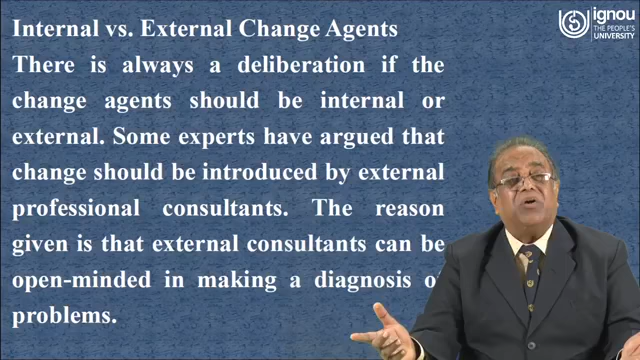 Internal vs. External Change Agents
There is always a deliberation if the
change agents should be internal or
external. Some experts have argued that
change should be introduced by external
professional consultants. The reason
given is that external consultants can be
open-minded in making a diagnosis of
problems.
ignou
THE PEOPLE'S
UNIVERSITY